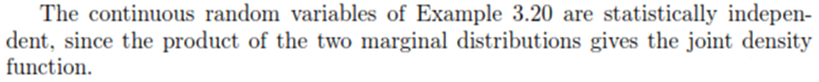 The continuous random variables of Example 3.20 are statistically indepen-
dent, since the product of the two marginal distributions gives the joint density
function.